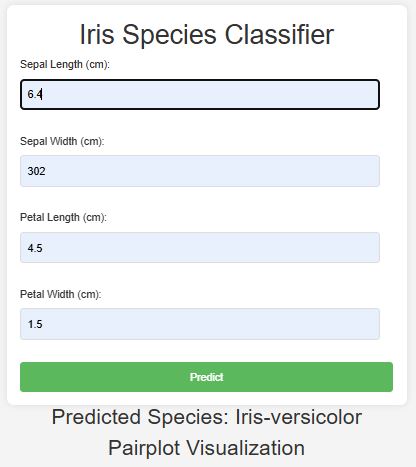 Iris Species Classifier
Sepal Length (cm):
6.4
Sepal Width (cm):
302
Petal Length (cm):
4.5
Petal Width (cm):
1.5
Predict
Predicted Species: Iris-versicolor
Pairplot Visualization